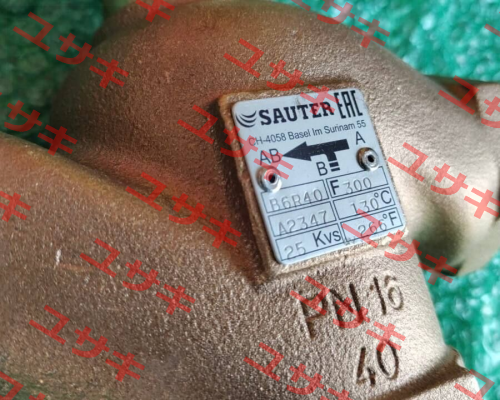 SAUTER EAC
CH-4058 Basel Im Surinam 55
AB A
B
B6R40 F300
A2347 130°C
25 Kvs 266°F
PN 16
40
ユサキ